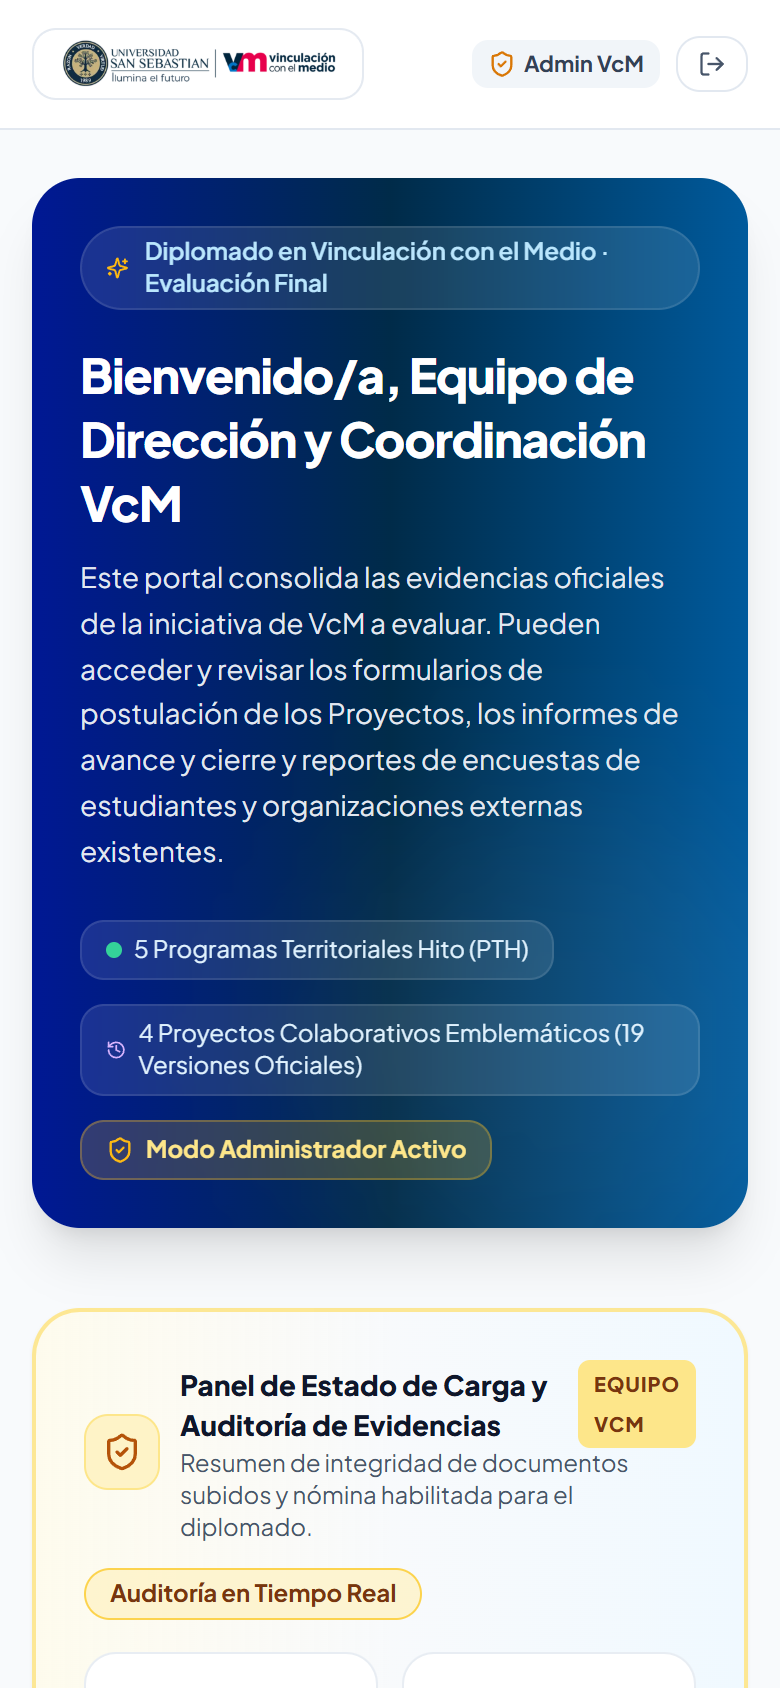 UNIVERSIDAD
SAN SEBASTIAN
Ilumina el futuro
vm vinculación
con el medio
Admin VcM
Diplomado en Vinculación con el Medio ·
Evaluación Final
Bienvenido/a, Equipo de
Dirección y Coordinación
VcM
Este portal consolida las evidencias oficiales
de la iniciativa de VcM a evaluar. Pueden
acceder y revisar los formularios de
postulación de los Proyectos, los informes de
avance y cierre y reportes de encuestas de
estudiantes y organizaciones externas
existentes.
5 Programas Territoriales Hito (PTH)
4 Proyectos Colaborativos Emblemáticos (19
Versiones Oficiales)
Modo Administrador Activo
Panel de Estado de Carga y
Auditoría de Evidencias
EQUIPO
VCM
Resumen de integridad de documentos
subidos y nómina habilitada para el
diplomado.
Auditoría en Tiempo Real